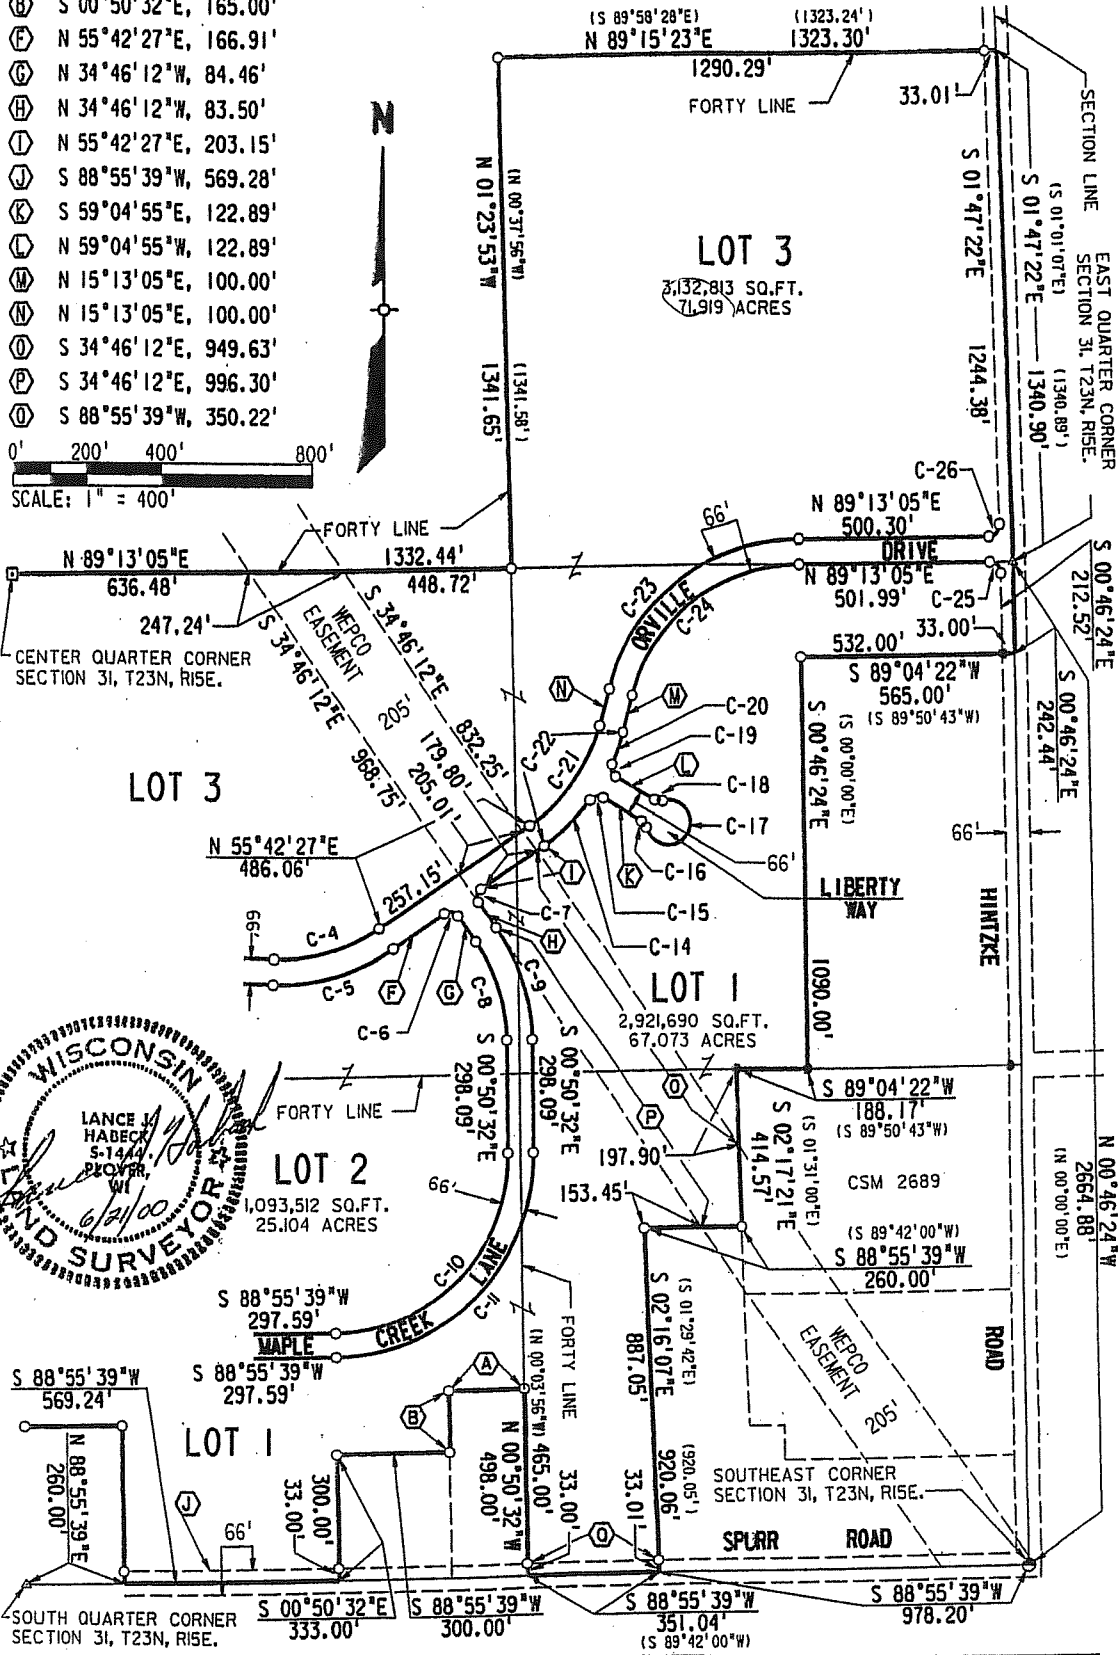 Ⓑ S 00°50'32"E, 165.00'
Ⓕ N 55°42'27"E, 166.91'
Ⓖ N 34°46'12"W, 84.46'
Ⓗ N 34°46'12"W, 83.50'
Ⓘ N 55°42'27"E, 203.15'
Ⓙ S 88°55'39"W, 569.28'
Ⓚ S 59°04'55"E, 122.89'
Ⓛ N 59°04'55"W, 122.89'
Ⓜ N 15°13'05"E, 100.00'
Ⓝ N 15°13'05"E, 100.00'
Ⓞ S 34°46'12"E, 949.63'
Ⓟ S 34°46'12"E, 996.30'
Ⓠ S 88°55'39"W, 350.22'
0' 200' 400' 800'
SCALE: 1" = 400'
N
(S 89°58'28"E) (1323.24')
N 89°15'23"E 1323.30'
1290.29'
FORTY LINE
33.01'
SECTION LINE
(N 00°37'56"W)
N 01°23'53"W
(1341.58')
1341.65'
LOT 3
3,132,813 SQ.FT.
71.919 ACRES
S 01°47'22"E
1244.38'
(S 01°01'07"E)
S 01°47'22"E
(1340.89')
1340.90'
EAST QUARTER CORNER
SECTION 31, T23N, R15E.
FORTY LINE
N 89°13'05"E 1332.44'
636.48' 448.72'
247.24'
CENTER QUARTER CORNER
SECTION 31, T23N, R15E.
S 34°46'12"E
832.25'
WEPCO
EASEMENT
205'
S 34°46'12"E
968.75'
179.80'
205.01'
C-26
N 89°13'05"E
500.30'
66'
DRIVE
N 89°13'05"E
501.99'
C-25
C-23
ORVILLE
C-24
33.00'
532.00'
S 89°04'22"W
565.00'
(S 89°50'43"W)
S 00°46'24"E
212.52'
S 00°46'24"E
242.44'
Ⓝ
Ⓜ
C-20
C-19
C-22
C-21
Ⓛ
C-18
C-17
66'
C-16
Ⓚ
Ⓘ
C-15
C-14
LIBERTY
WAY
(S 00°00'00"E)
S 00°46'24"E
1090.00'
66'
HINTZKE
LOT 3
N 55°42'27"E
486.06'
257.15'
C-7
Ⓗ
66'
C-4
C-5
Ⓕ
Ⓖ
C-6
C-8
C-9
LOT 1
2,921,690 SQ.FT.
67.073 ACRES
S 00°50'32"E
298.09'
S 00°50'32"E
298.09'
FORTY LINE
Ⓞ
Ⓟ
S 89°04'22"W
188.17'
(S 89°50'43"W)
197.90'
(S 01°31'00"E)
S 02°17'21"E
414.57'
CSM 2689
N 00°46'24"W
2664.88'
(N 00°00'00"E)
WISCONSIN
LANCE J.
HABECK
S-1444
PLOVER,
WI
6/21/00
LAND SURVEYOR
LOT 2
1,093,512 SQ.FT.
25.104 ACRES
66'
153.45'
(S 89°42'00"W)
S 88°55'39"W
260.00'
C-10
C-11
S 88°55'39"W
297.59'
MAPLE CREEK LANE
S 88°55'39"W
297.59'
FORTY LINE
(S 01°29'42"E)
S 02°16'07"E
887.05'
(920.05')
920.06'
33.01'
WEPCO
EASEMENT
205'
ROAD
S 88°55'39"W
569.24'
Ⓐ
Ⓑ
LOT 1
N 88°55'39"E
260.00'
Ⓙ
66'
300.00'
33.00'
(N 00°03'56"W)
N 00°50'32"W
465.00'
498.00'
33.00'
Ⓠ
SOUTHEAST CORNER
SECTION 31, T23N, R15E.
SPURR ROAD
SOUTH QUARTER CORNER
SECTION 31, T23N, R15E.
S 00°50'32"E
333.00'
S 88°55'39"W
300.00'
S 88°55'39"W
351.04'
(S 89°42'00"W)
S 88°55'39"W
978.20'